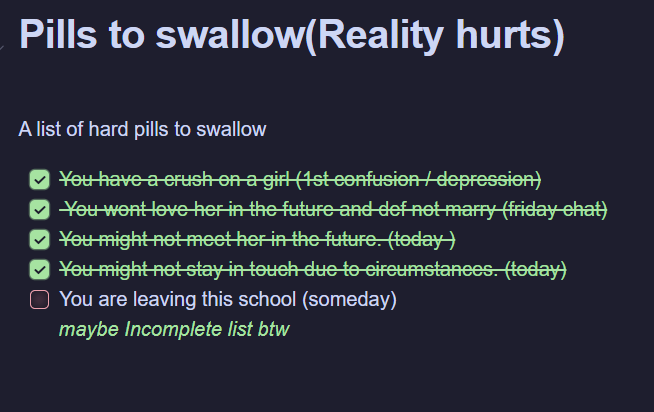 Pills to swallow(Reality hurts)
A list of hard pills to swallow
You have a crush on a girl (1st confusion / depression)
You wont love her in the future and def not marry (friday chat)
You might not meet her in the future. (today )
You might not stay in touch due to circumstances. (today)
You are leaving this school (someday)
maybe Incomplete list btw